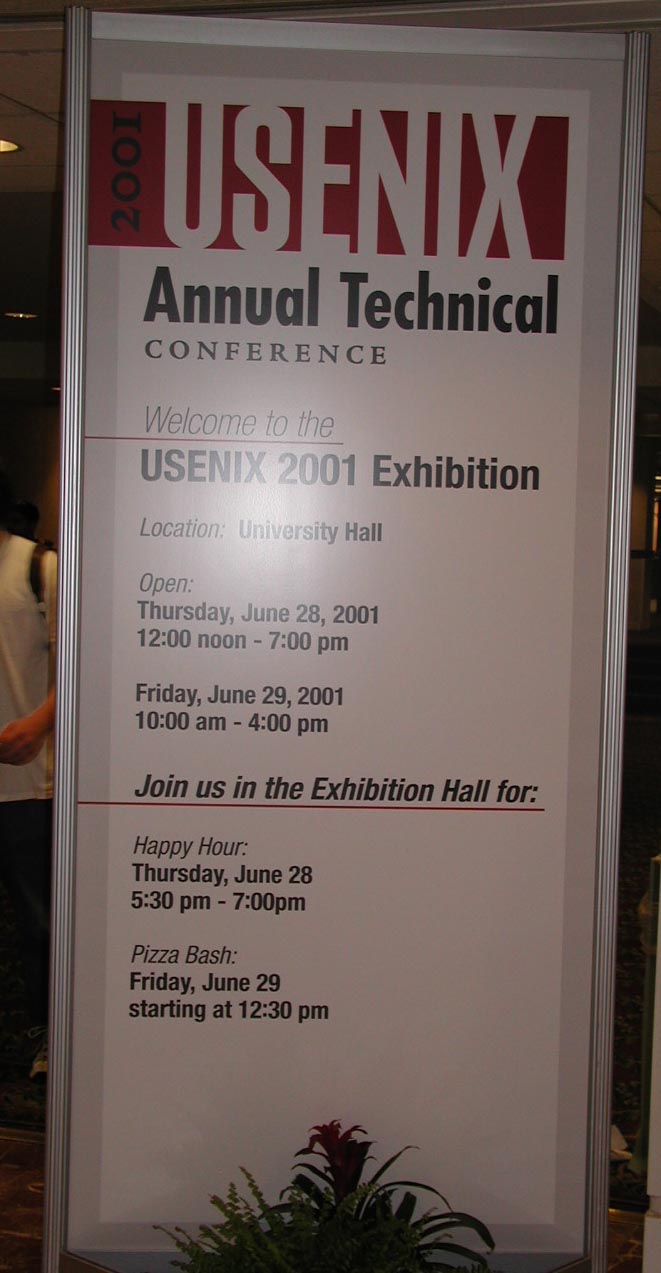 2001 USENIX
Annual Technical
CONFERENCE
Welcome to the
USENIX 2001 Exhibition
Location: University Hall
Open:
Thursday, June 28, 2001
12:00 noon - 7:00 pm
Friday, June 29, 2001
10:00 am - 4:00 pm
Join us in the Exhibition Hall for:
Happy Hour:
Thursday, June 28
5:30 pm - 7:00pm
Pizza Bash:
Friday, June 29
starting at 12:30 pm